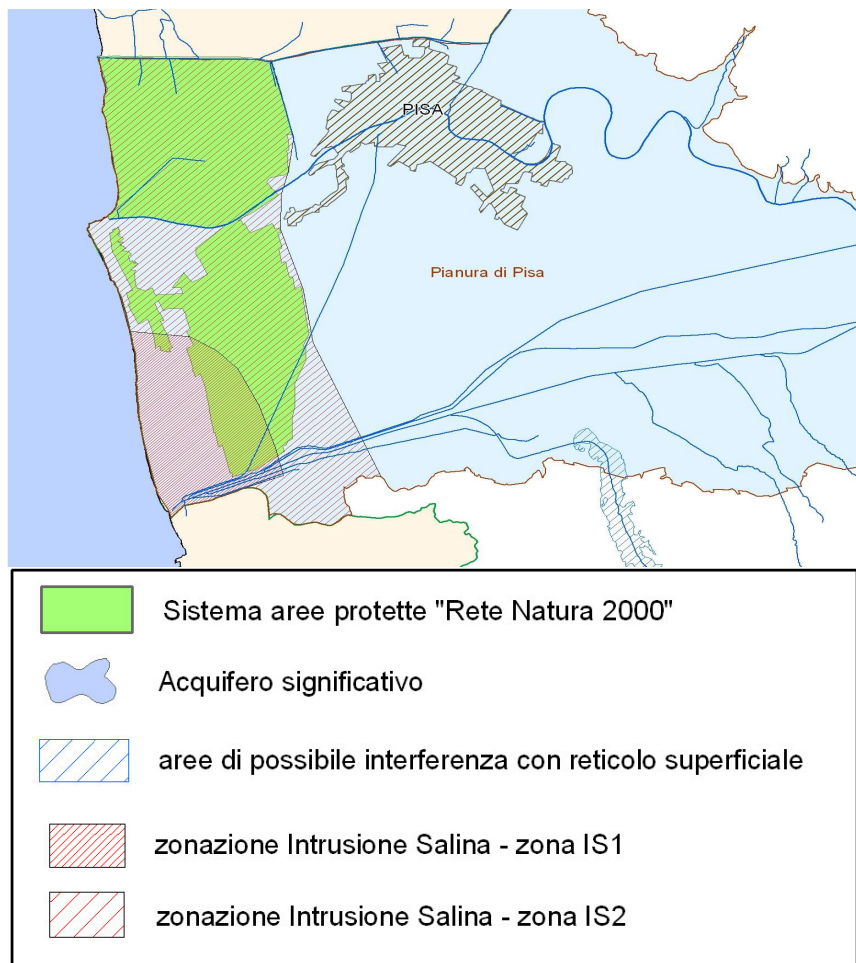 PISA
Pianura di Pisa
Sistema aree protette "Rete Natura 2000"
Acquifero significativo
aree di possibile interferenza con reticolo superficiale
zonazione Intrusione Salina - zona IS1
zonazione Intrusione Salina - zona IS2